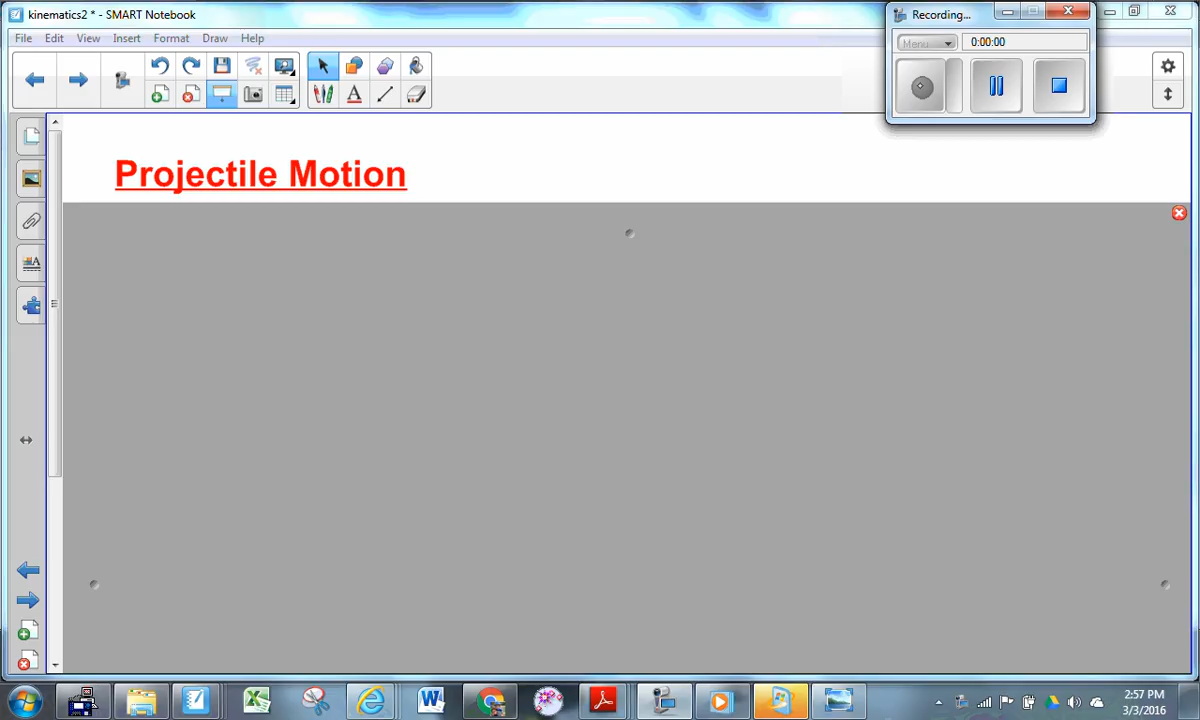 kinematics2 * - SMART Notebook
Recording...
File Edit View Insert Format Draw Help
Menu
0:00:00
Projectile Motion
2:57 PM
3/3/2016